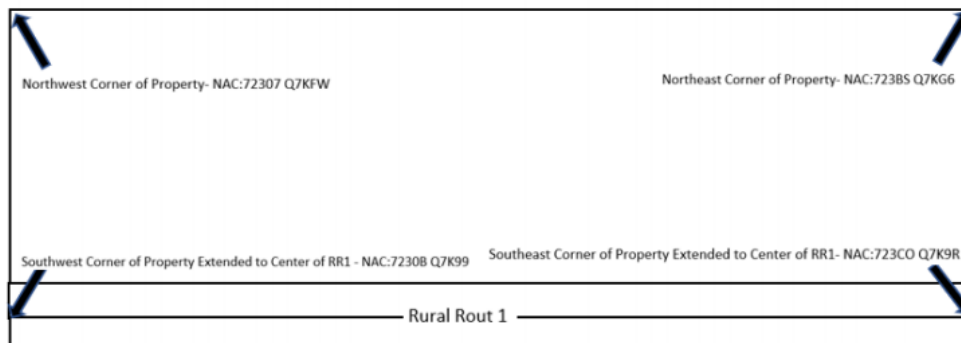 Northwest Corner of Property- NAC:72307 Q7KFW
Northeast Corner of Property- NAC:723BS Q7KG6
Southwest Corner of Property Extended to Center of RR1 - NAC:7230B Q7K99
Southeast Corner of Property Extended to Center of RR1- NAC:723CO Q7K9R
Rural Rout 1